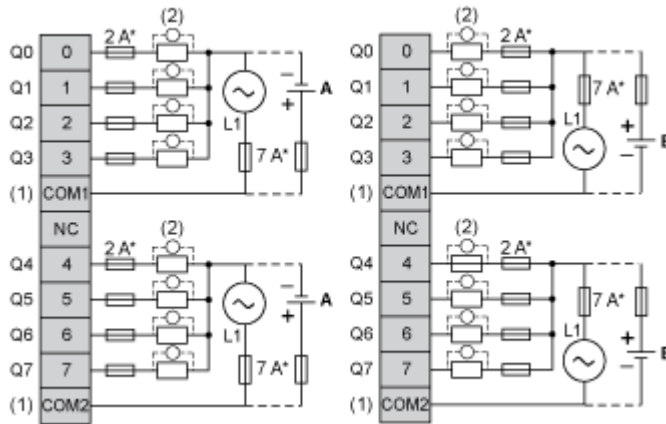 (2) (2)
Q0 0 2 A* Q0 0 2 A*
Q1 1 − A Q1 1 7 A*
Q2 2 + Q2 2 +
L1 L1 B
Q3 3 7 A* Q3 3 −
(1) COM1 (1) COM1
NC (2) NC (2)
2 A* 2 A*
Q4 4 Q4 4
Q5 5 − A Q5 5 7 A*
Q6 6 + Q6 6 +
L1 L1 B
Q7 7 7 A* Q7 7 −
(1) COM2 (1) COM2